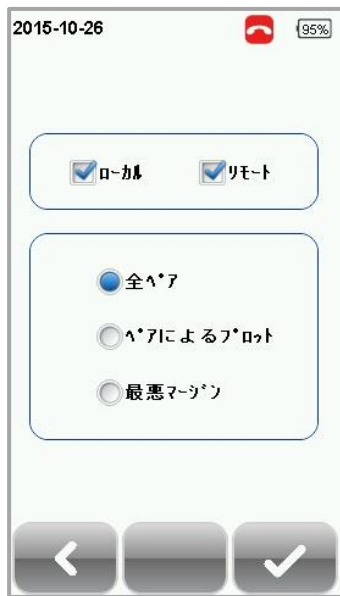 2015-10-26 95%
ﾛｰｶﾙ ﾘﾓｰﾄ
全ﾍﾟｱ
ﾍﾟｱによるﾌﾟﾛｯﾄ
最悪ﾏｰｼﾞﾝ